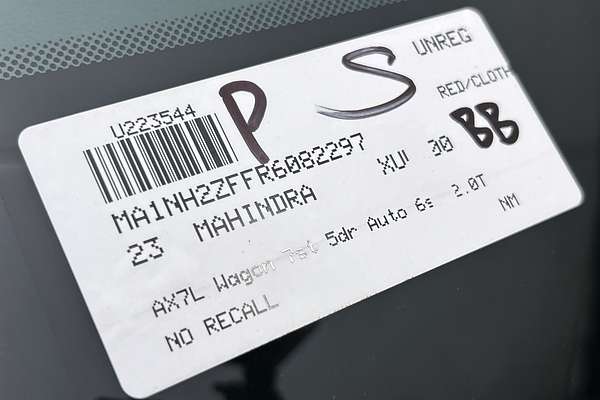 U223544 P S UNREG
RED/CLOTH
MA1NH2ZFFR6082297 BB
23 MAHINDRA XU 30
AX7L Wagon 7st 5dr Auto 6s 2.0T
NO RECALL NM